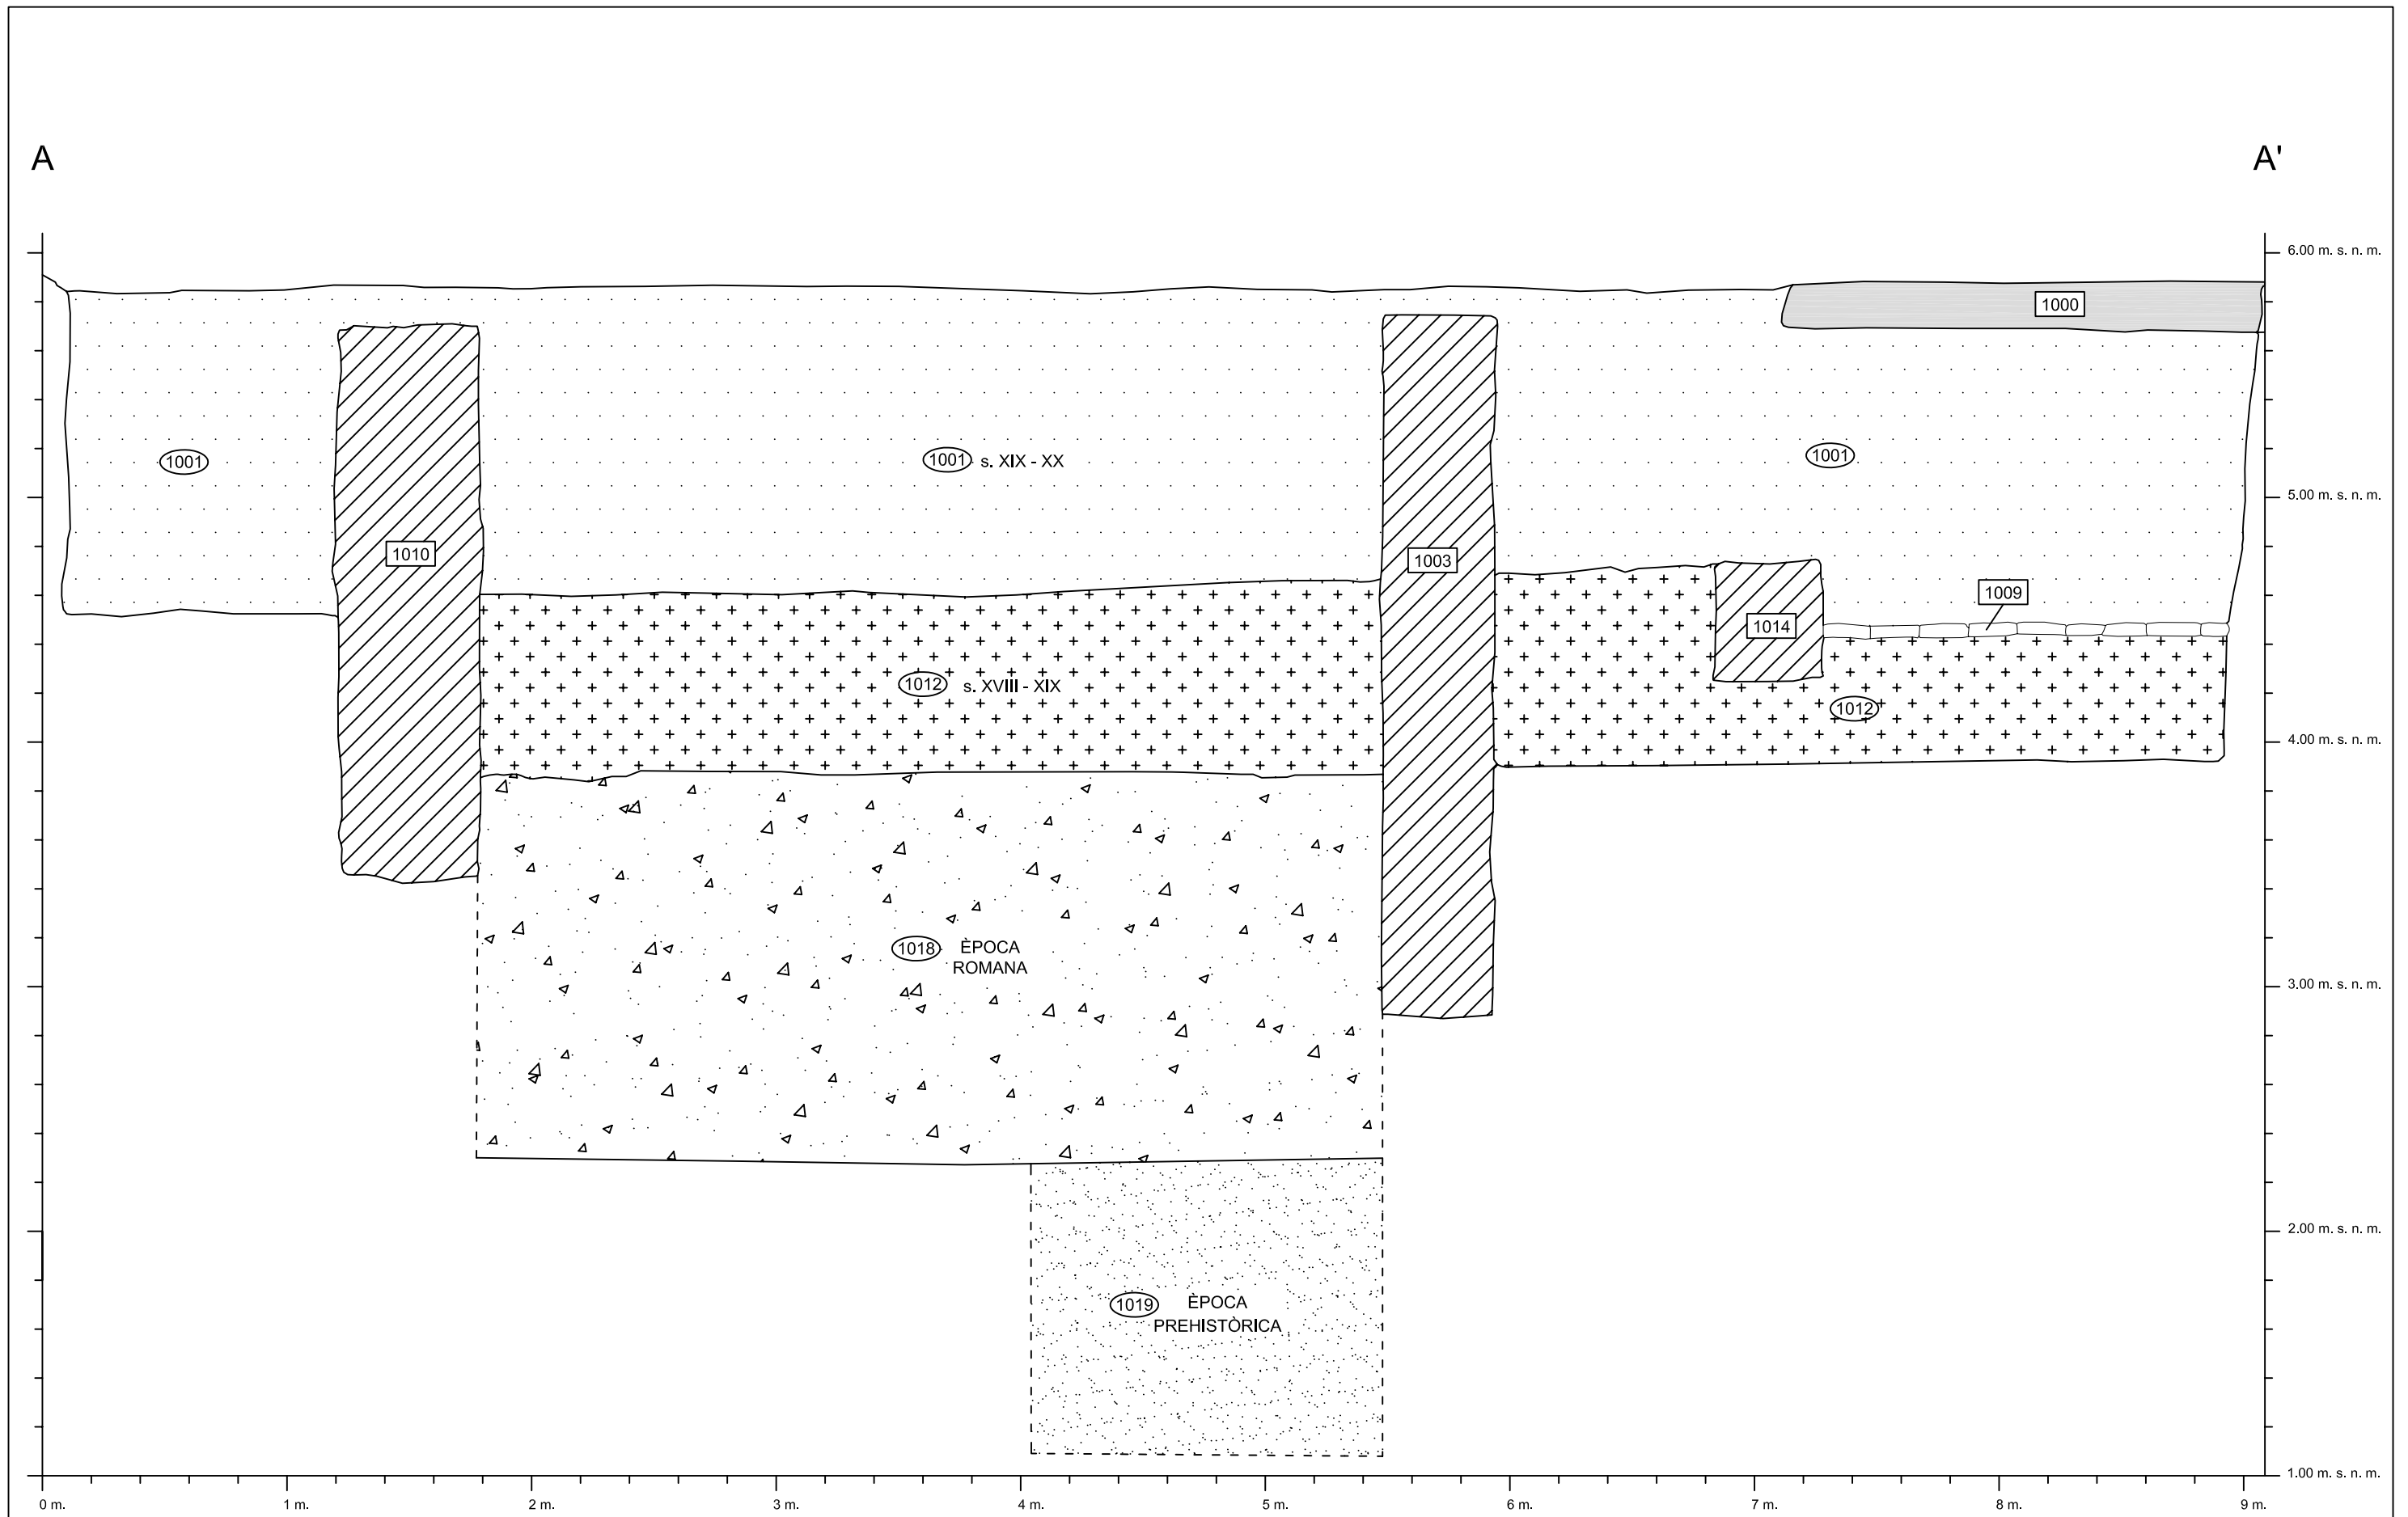 A
A'
6.00 m. s. n. m.
1000
1001
1001 s. XIX - XX
1001
5.00 m. s. n. m.
1010
1003
1009
1014
1012 s. XVIII - XIX
1012
4.00 m. s. n. m.
1018 ÈPOCA
ROMANA
3.00 m. s. n. m.
2.00 m. s. n. m.
1019 ÈPOCA
PREHISTÒRICA
1.00 m. s. n. m.
0 m. 1 m. 2 m. 3 m. 4 m. 5 m. 6 m. 7 m. 8 m. 9 m.